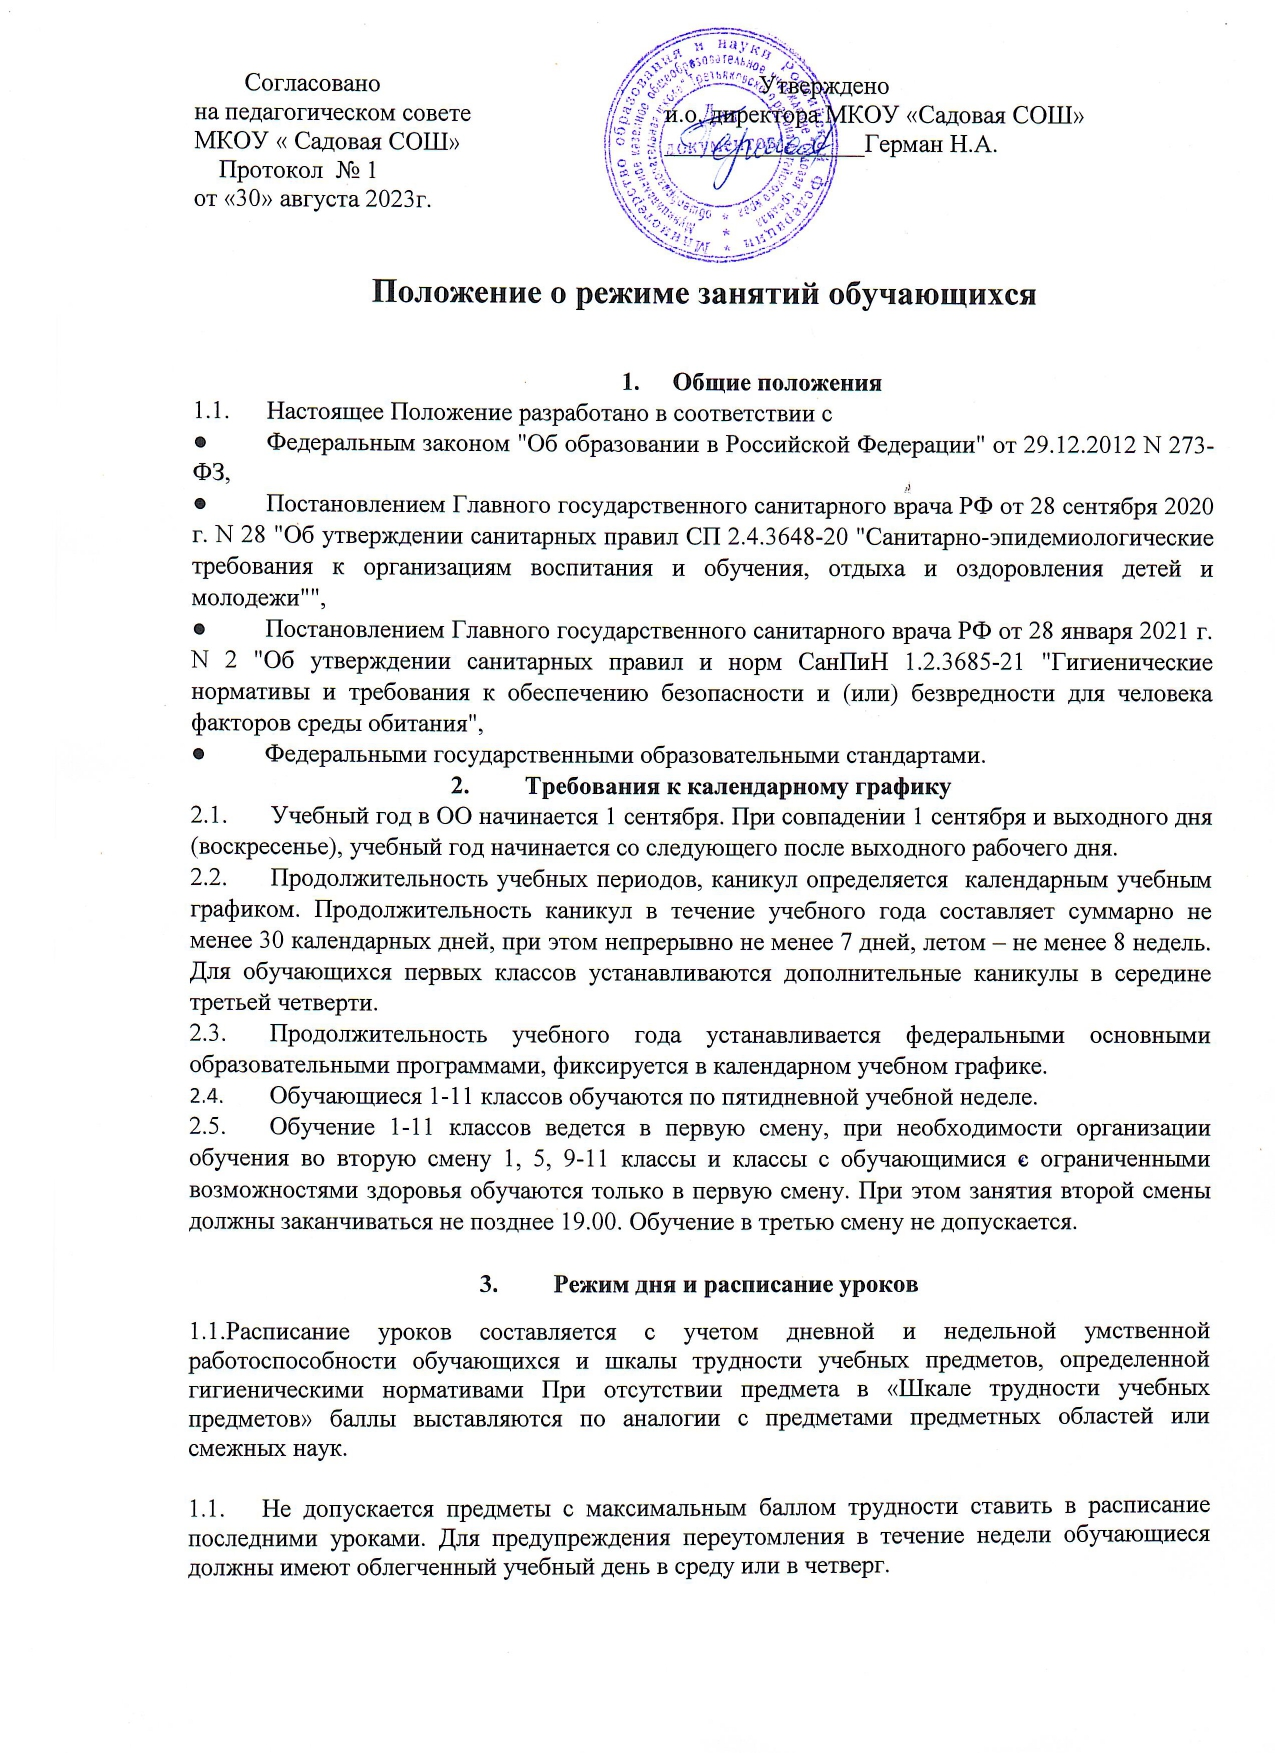 Согласовано
на педагогическом совете
МКОУ « Садовая СОШ»
Протокол № 1
от «30» августа 2023г.
Утверждено
и.о. директора МКОУ «Садовая СОШ»
Герман Н.А.
Министерство образования и науки Российской Федерации
Для документов
Положение о режиме занятий обучающихся
1. Общие положения
1.1. Настоящее Положение разработано в соответствии с
● Федеральным законом "Об образовании в Российской Федерации" от 29.12.2012 N 273-
ФЗ,
● Постановлением Главного государственного санитарного врача РФ от 28 сентября 2020
г. N 28 "Об утверждении санитарных правил СП 2.4.3648-20 "Санитарно-эпидемиологические
требования к организациям воспитания и обучения, отдыха и оздоровления детей и
молодежи"",
● Постановлением Главного государственного санитарного врача РФ от 28 января 2021 г.
N 2 "Об утверждении санитарных правил и норм СанПиН 1.2.3685-21 "Гигиенические
нормативы и требования к обеспечению безопасности и (или) безвредности для человека
факторов среды обитания",
● Федеральными государственными образовательными стандартами.
2. Требования к календарному графику
2.1. Учебный год в ОО начинается 1 сентября. При совпадении 1 сентября и выходного дня
(воскресенье), учебный год начинается со следующего после выходного рабочего дня.
2.2. Продолжительность учебных периодов, каникул определяется календарным учебным
графиком. Продолжительность каникул в течение учебного года составляет суммарно не
менее 30 календарных дней, при этом непрерывно не менее 7 дней, летом – не менее 8 недель.
Для обучающихся первых классов устанавливаются дополнительные каникулы в середине
третьей четверти.
2.3. Продолжительность учебного года устанавливается федеральными основными
образовательными программами, фиксируется в календарном учебном графике.
2.4. Обучающиеся 1-11 классов обучаются по пятидневной учебной неделе.
2.5. Обучение 1-11 классов ведется в первую смену, при необходимости организации
обучения во вторую смену 1, 5, 9-11 классы и классы с обучающимися с ограниченными
возможностями здоровья обучаются только в первую смену. При этом занятия второй смены
должны заканчиваться не позднее 19.00. Обучение в третью смену не допускается.
3. Режим дня и расписание уроков
1.1.Расписание уроков составляется с учетом дневной и недельной умственной
работоспособности обучающихся и шкалы трудности учебных предметов, определенной
гигиеническими нормативами При отсутствии предмета в «Шкале трудности учебных
предметов» баллы выставляются по аналогии с предметами предметных областей или
смежных наук.
1.1. Не допускается предметы с максимальным баллом трудности ставить в расписание
последними уроками. Для предупреждения переутомления в течение недели обучающиеся
должны имеют облегченный учебный день в среду или в четверг.